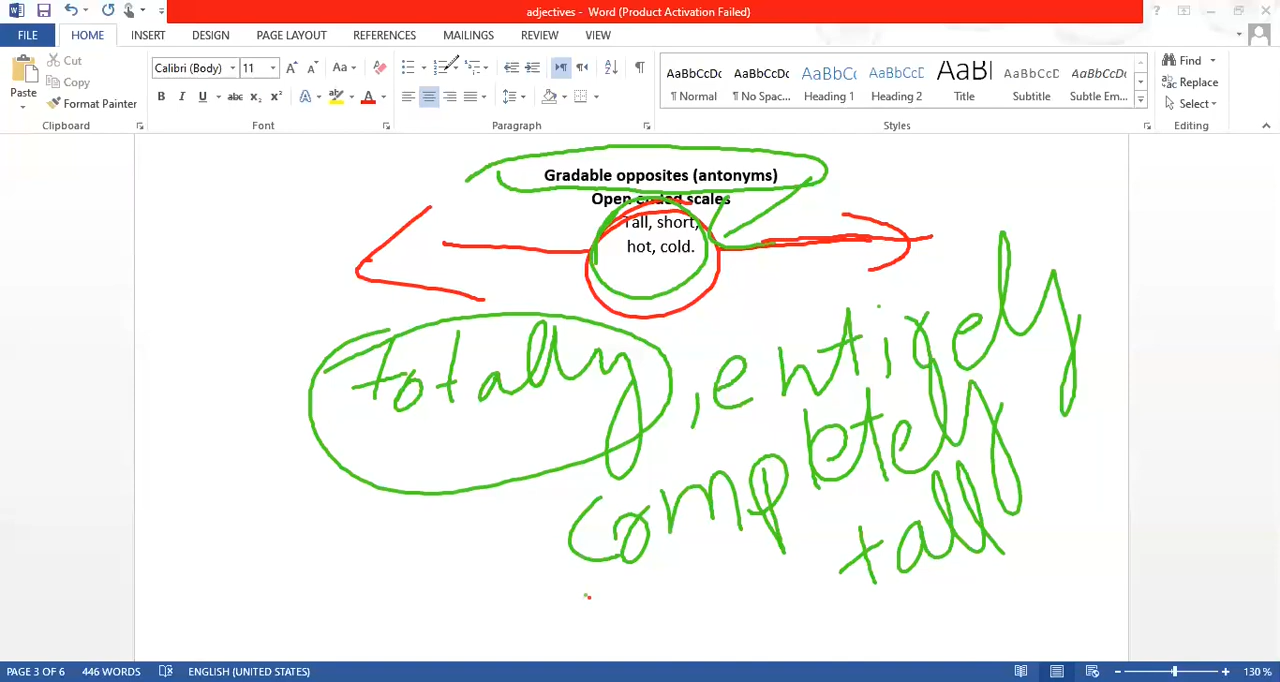 adjectives - Word (Product Activation Failed)
FILE HOME INSERT DESIGN PAGE LAYOUT REFERENCES MAILINGS REVIEW VIEW
Cut
Copy
Paste
Format Painter
Clipboard
Calibri (Body) 11
Font
Paragraph
AaBbCcDc AaBbCcDc AaBbCc AaBbCcD AaBl AaBbCcD AaBbCcDc
¶ Normal ¶ No Spac... Heading 1 Heading 2 Title Subtitle Subtle Em...
Styles
Find
Replace
Select
Editing
Gradable opposites (antonyms)
Open ended scales
Tall, short,
hot, cold.
totally, entirely
completely
tall
PAGE 3 OF 6 446 WORDS ENGLISH (UNITED STATES) 130 %